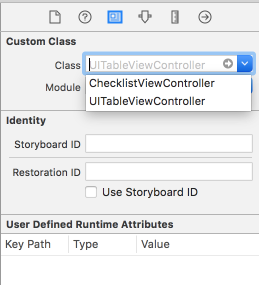 Custom Class
Class UITableViewController
ChecklistViewController
UITableViewController
Module
Identity
Storyboard ID
Restoration ID
Use Storyboard ID
User Defined Runtime Attributes
Key Path Type Value